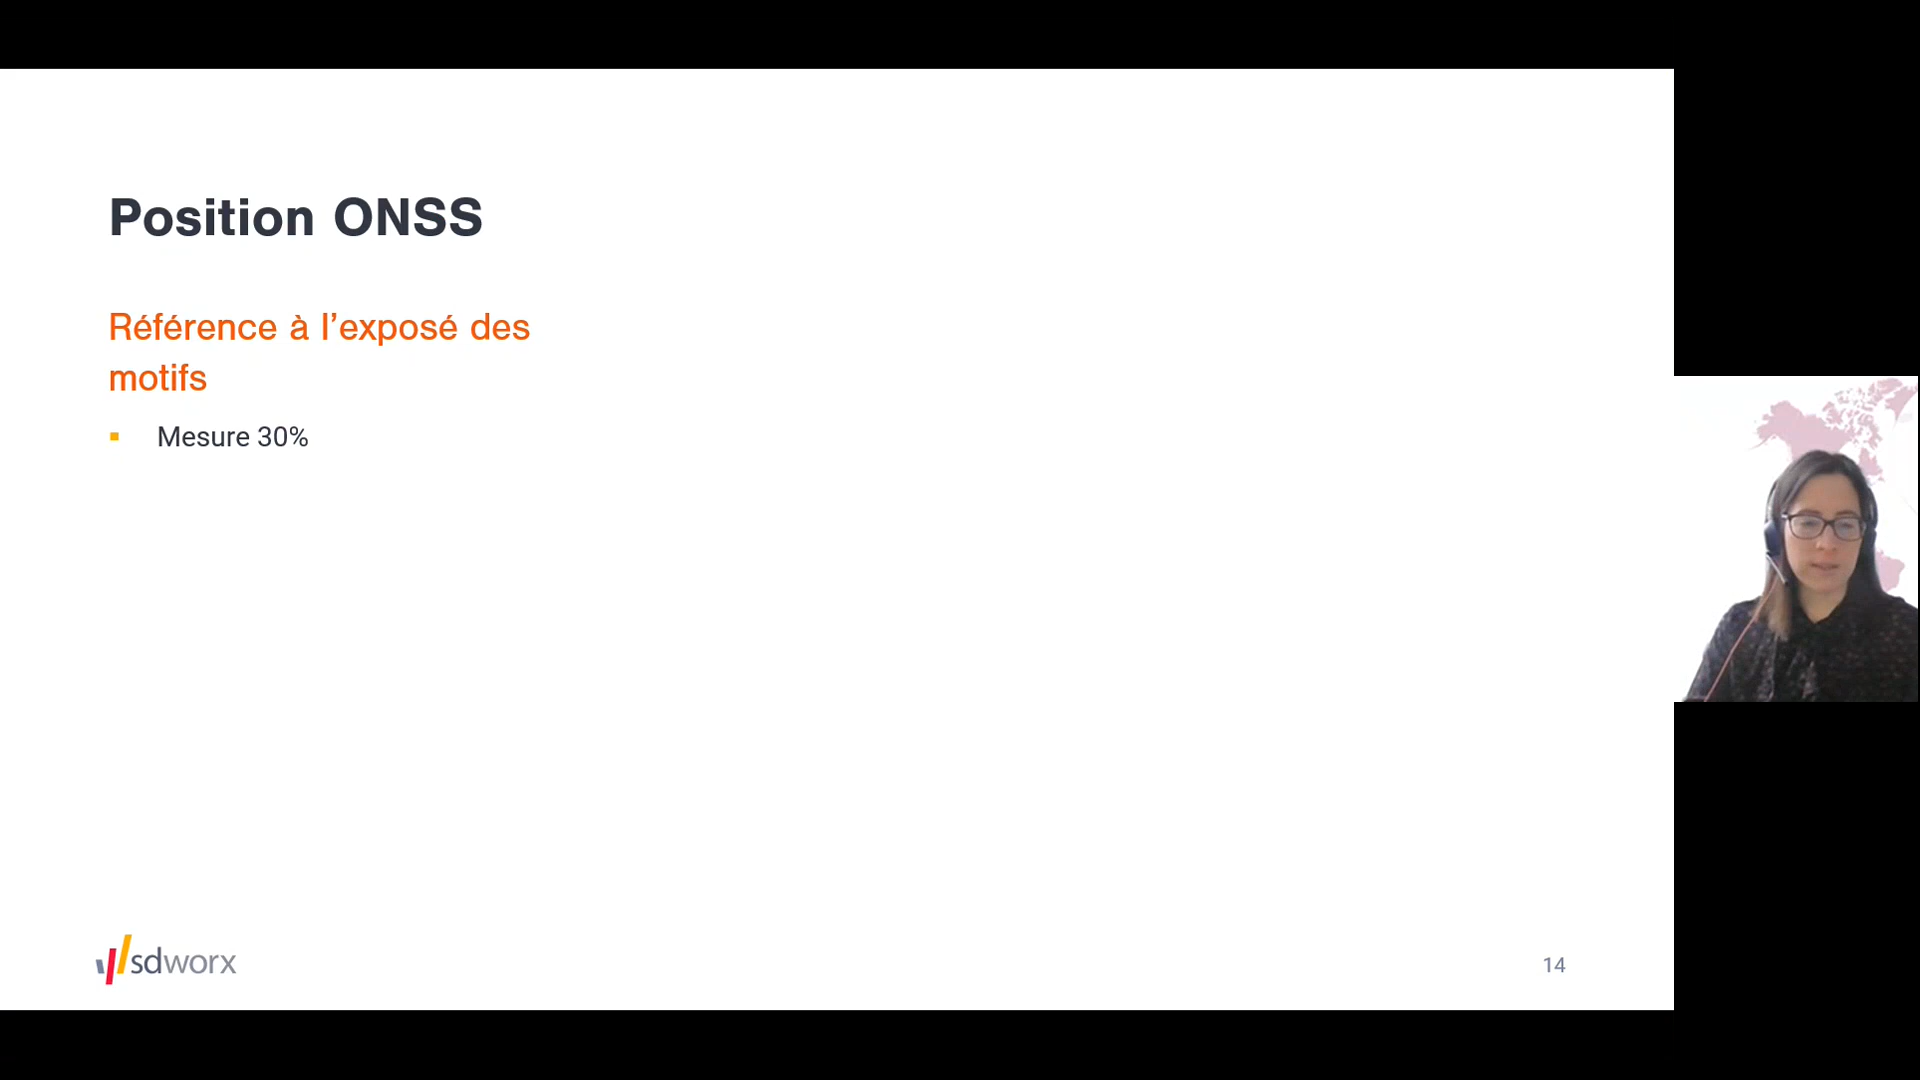 Position ONSS
Référence à l’exposé des
motifs
▪ Mesure 30%
sdworx
14